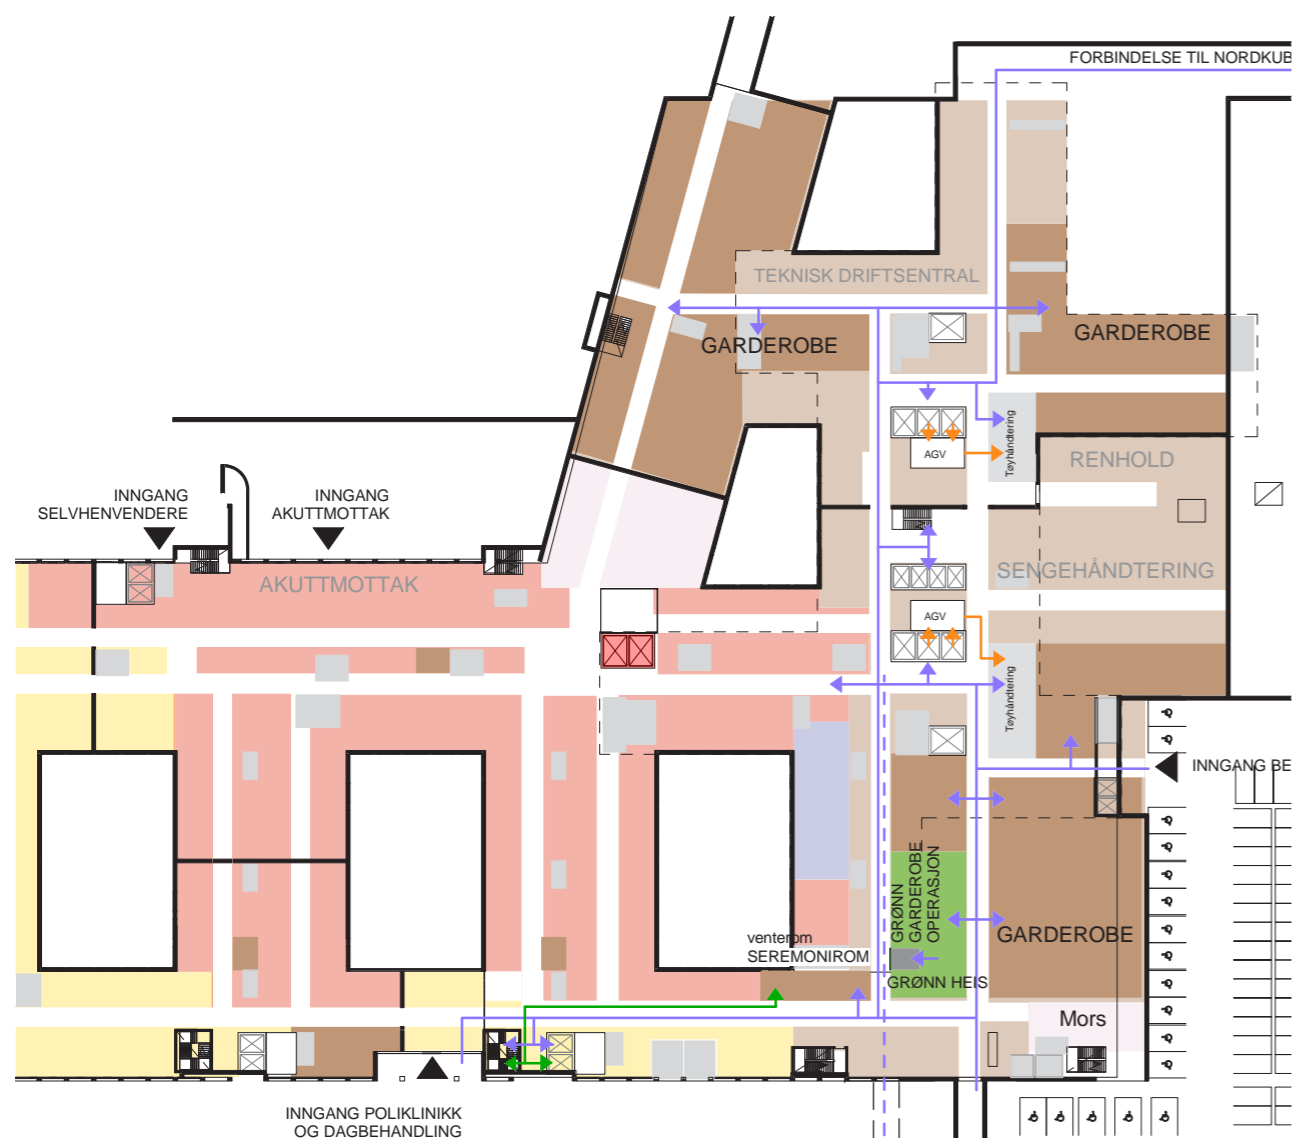 FORBINDELSE TIL NORDKUB
TEKNISK DRIFTSENTRAL
GARDEROBE
GARDEROBE
Tøyhåndtering
AGV
RENHOLD
INNGANG
SELVHENVENDERE
INNGANG
AKUTTMOTTAK
AKUTTMOTTAK
SENGEHÅNDTERING
AGV
Tøyhåndtering
INNGANG BE
GRØNN
GARDEROBE
OPERASJON
venterom
SEREMONIROM
GARDEROBE
GRØNN HEIS
Mors
INNGANG POLIKLINIKK
OG DAGBEHANDLING